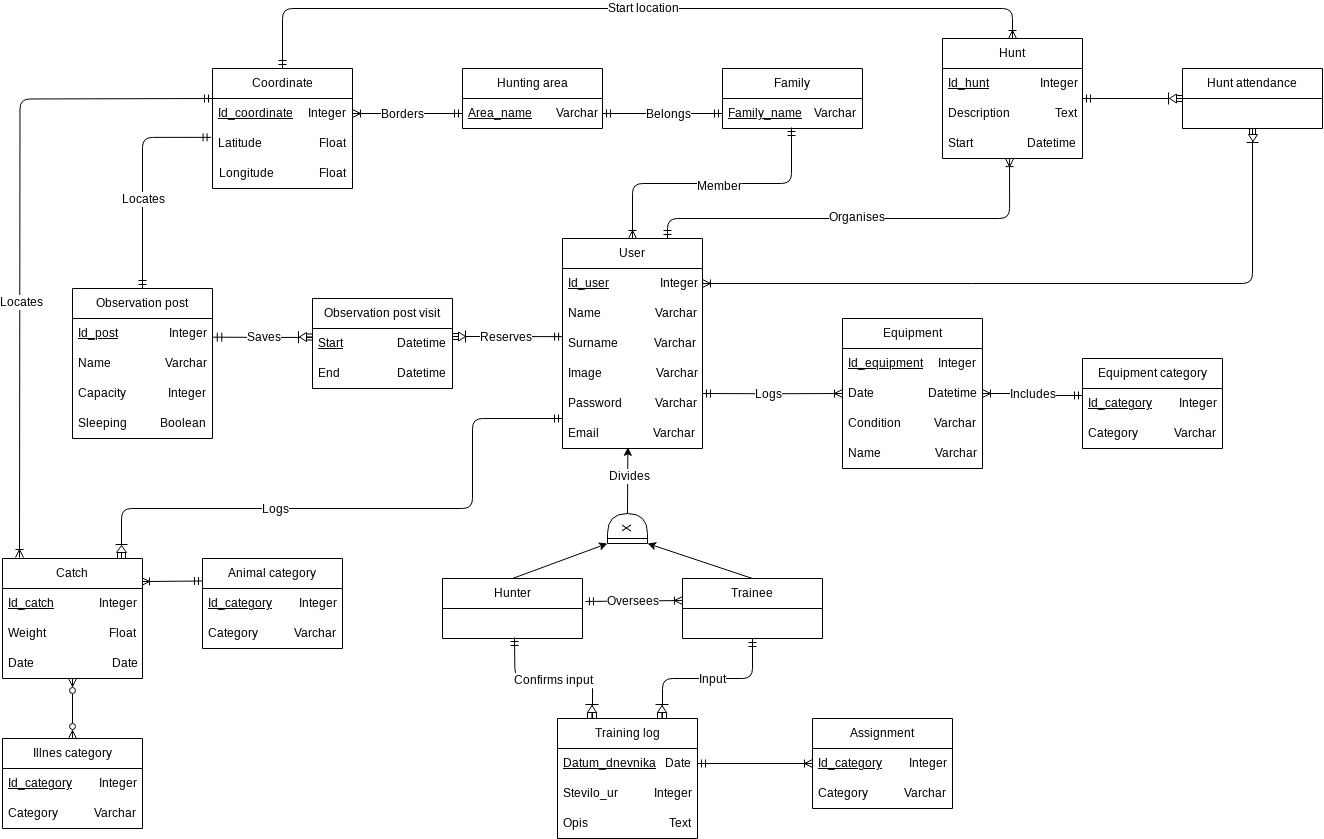 Start location
Hunt
Id_hunt Integer
Description Text
Start Datetime
Hunt attendance
Coordinate
Id_coordinate Integer
Latitude Float
Longitude Float
Borders
Hunting area
Area_name Varchar
Belongs
Family
Family_name Varchar
Locates
Member
Organises
User
Id_user Integer
Name Varchar
Surname Varchar
Image Varchar
Password Varchar
Email Varchar
Locates
Observation post
Id_post Integer
Name Varchar
Capacity Integer
Sleeping Boolean
Saves
Observation post visit
Start Datetime
End Datetime
Reserves
Logs
Equipment
Id_equipment Integer
Date Datetime
Condition Varchar
Name Varchar
Includes
Equipment category
Id_category Integer
Category Varchar
Divides
X
Logs
Catch
Id_catch Integer
Weight Float
Date Date
Animal category
Id_category Integer
Category Varchar
Hunter
Oversees
Trainee
Confirms input
Input
Illnes category
Id_category Integer
Category Varchar
Training log
Datum_dnevnika Date
Stevilo_ur Integer
Opis Text
Assignment
Id_category Integer
Category Varchar